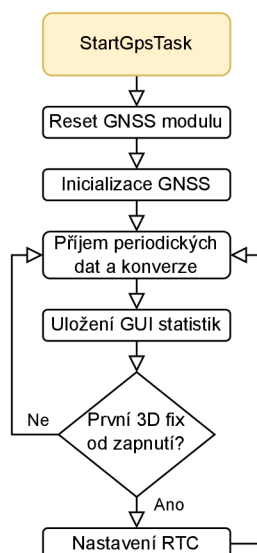 StartGpsTask
Reset GNSS modulu
Inicializace GNSS
Příjem periodických
dat a konverze
Uložení GUI statistik
První 3D fix
od zapnutí?
Ne
Ano
Nastavení RTC